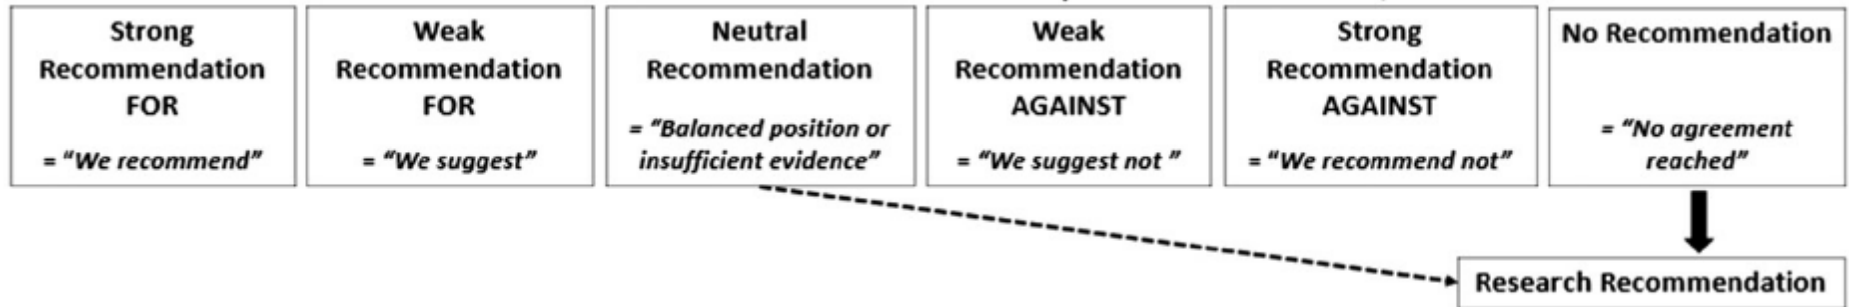 Strong
Recommendation
FOR
= "We recommend"
Weak
Recommendation
FOR
= “We suggest”
Neutral
Recommendation
= “Balanced position or
insufficient evidence”
Weak
Recommendation
AGAINST
= “We suggest not ”
Strong
Recommendation
AGAINST
= "We recommend not”
No Recommendation
= “No agreement
reached”
Research Recommendation